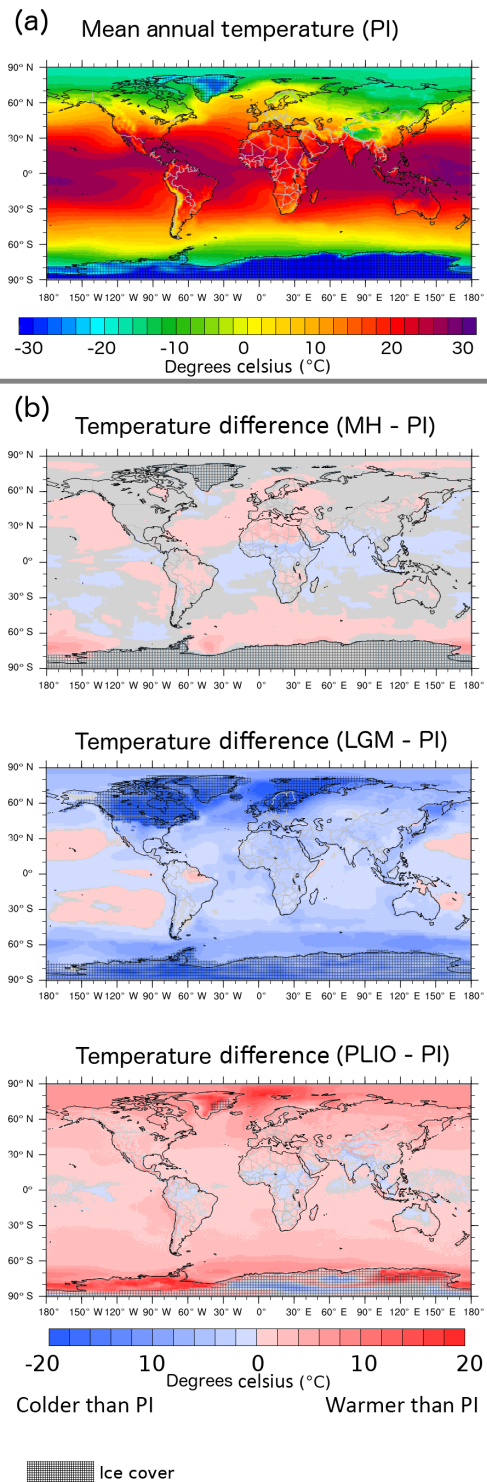 (a)
Mean annual temperature (PI)
90° N
60° N
30° N
0°
30° S
60° S
90° S
180° 150° 120° W 90° W 60° W 30° W 0° 30° E 60° E 90° E 120° E 150° E 180°
-30 -20 -10 0 10 20 30
Degrees celsius (°C)
(b)
Temperature difference (MH - PI)
90° N
60° N
30° N
0°
30° S
60° S
90° S
180° 150° 120° W 90° W 60° W 30° W 0° 30° E 60° E 90° E 120° E 150° E 180°
Temperature difference (LGM - PI)
90° N
60° N
30° N
0°
30° S
60° S
90° S
180° 150° 120° W 90° W 60° W 30° W 0° 30° E 60° E 90° E 120° E 150° E 180°
Temperature difference (PLIO - PI)
90° N
60° N
30° N
0°
30° S
60° S
90° S
180° 150° 120° W 90° W 60° W 30° W 0° 30° E 60° E 90° E 120° E 150° E 180°
-20 10 0 10 20
Degrees celsius (°C)
Colder than PI Warmer than PI
Ice cover